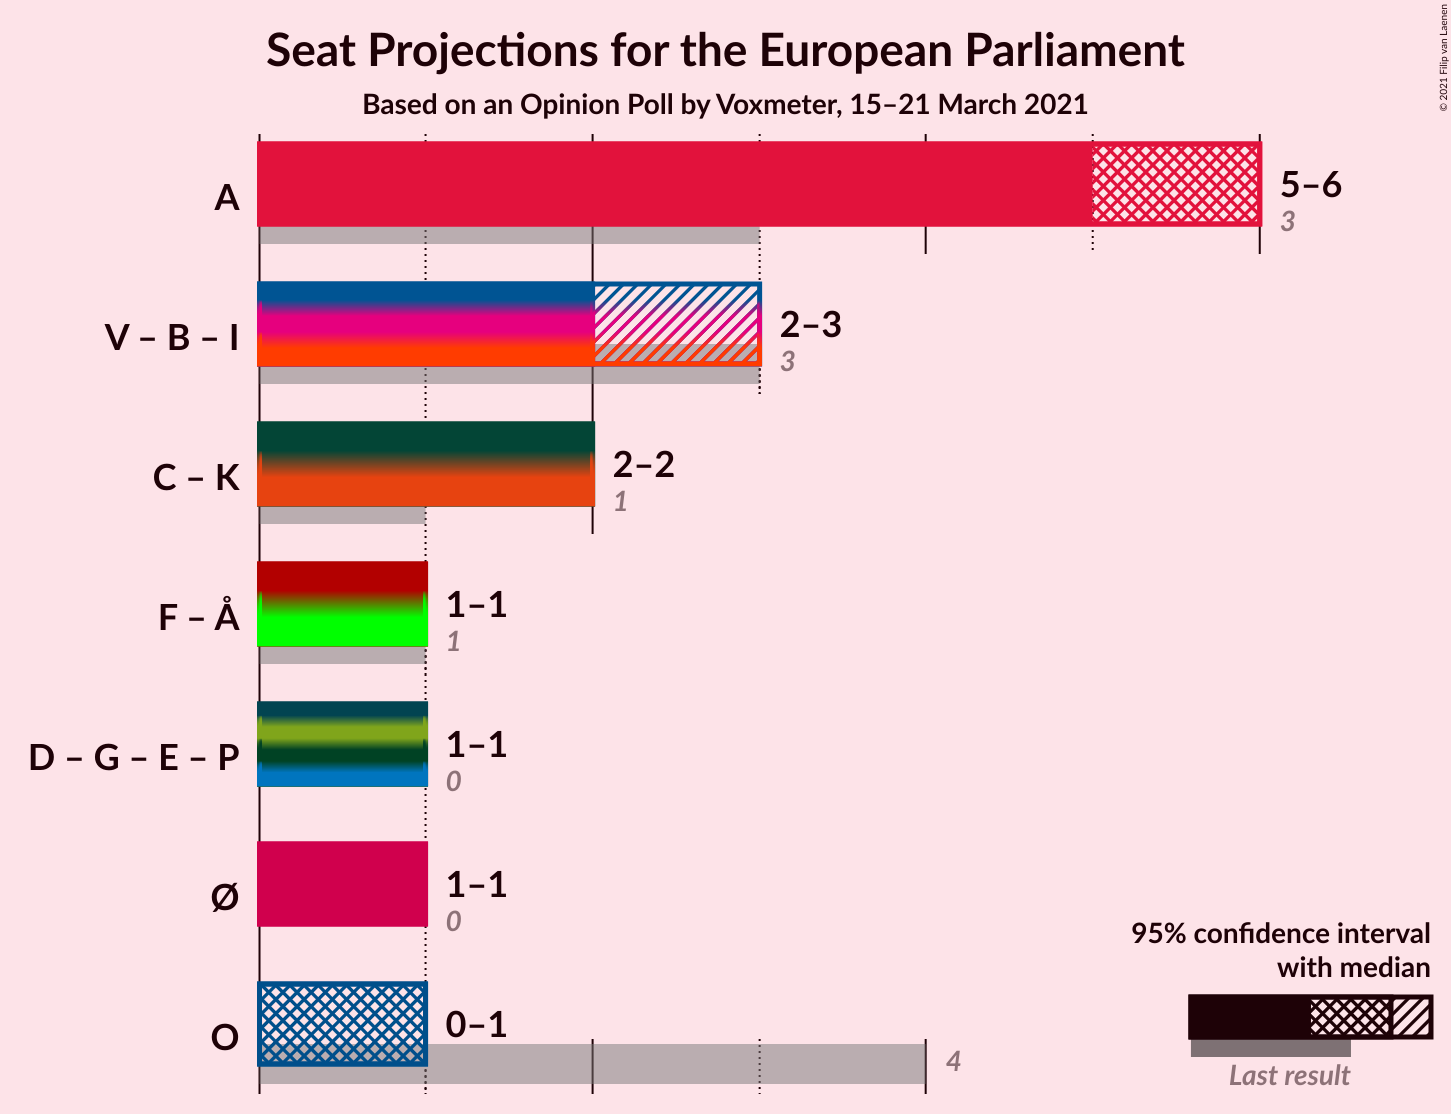 Seat Projections for the European Parliament
Based on an Opinion Poll by Voxmeter, 15–21 March 2021
© 2021 Filip van Laenen
A
5–6
3
V – B – I
2–3
3
C – K
2–2
1
F – Å
1–1
1
D – G – E – P
1–1
0
Ø
1–1
0
O
0–1
4
95% confidence interval
with median
Last result